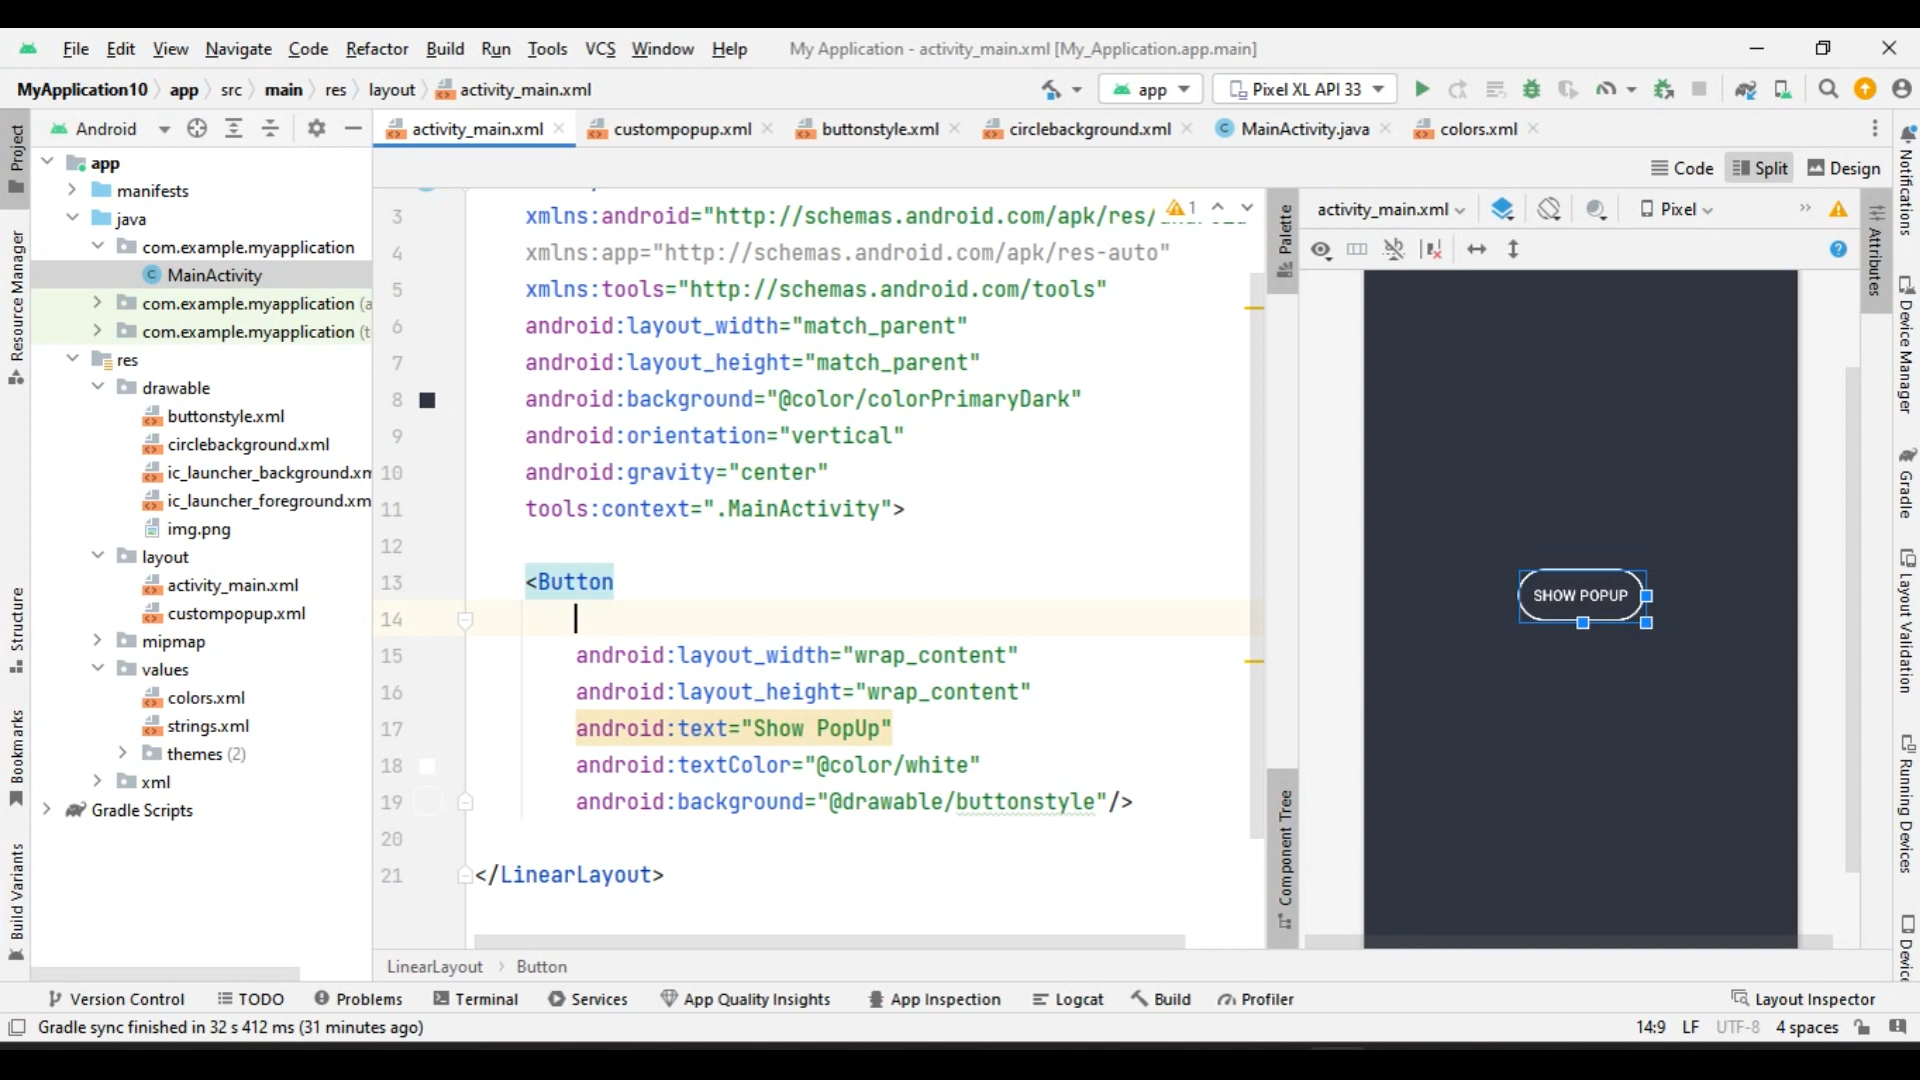 File Edit View Navigate Code Refactor Build Run Tools VCS Window Help My Application - activity_main.xml [My_Application.app.main]
MyApplication10 app src main res layout activity_main.xml app Pixel XL API 33
Project
Android
activity_main.xml custompopup.xml buttonstyle.xml circlebackground.xml MainActivity.java colors.xml
Code Split Design
app
manifests
java
com.example.myapplication
MainActivity
com.example.myapplication (a
com.example.myapplication (t
res
drawable
buttonstyle.xml
circlebackground.xml
ic_launcher_background.xm
ic_launcher_foreground.xm
img.png
layout
activity_main.xml
custompopup.xml
mipmap
values
colors.xml
strings.xml
themes (2)
xml
Gradle Scripts
Resource Manager
Structure
Bookmarks
Build Variants
3 xmlns:android="http://schemas.android.com/apk/res/android
1
4 xmlns:app="http://schemas.android.com/apk/res-auto"
5 xmlns:tools="http://schemas.android.com/tools"
6 android:layout_width="match_parent"
7 android:layout_height="match_parent"
8 android:background="@color/colorPrimaryDark"
9 android:orientation="vertical"
10 android:gravity="center"
11 tools:context=".MainActivity">
12
13 <Button
14
15 android:layout_width="wrap_content"
16 android:layout_height="wrap_content"
17 android:text="Show PopUp"
18 android:textColor="@color/white"
19 android:background="@drawable/buttonstyle"/>
20
21 </LinearLayout>
LinearLayout Button
Palette
Component Tree
activity_main.xml Pixel
SHOW POPUP
Attributes
Notifications
Device Manager
Gradle
Layout Validation
Running Devices
Devic
Version Control TODO Problems Terminal Services App Quality Insights App Inspection Logcat Build Profiler Layout Inspector
Gradle sync finished in 32 s 412 ms (31 minutes ago) 14:9 LF UTF-8 4 spaces